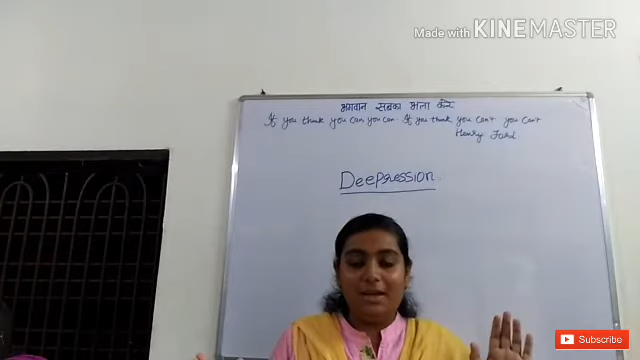 Made with KINEMASTER
भगवान सबका भला करे
If you think you can you can. If you think you can't you can't
Henry Ford
Deepression
Subscribe